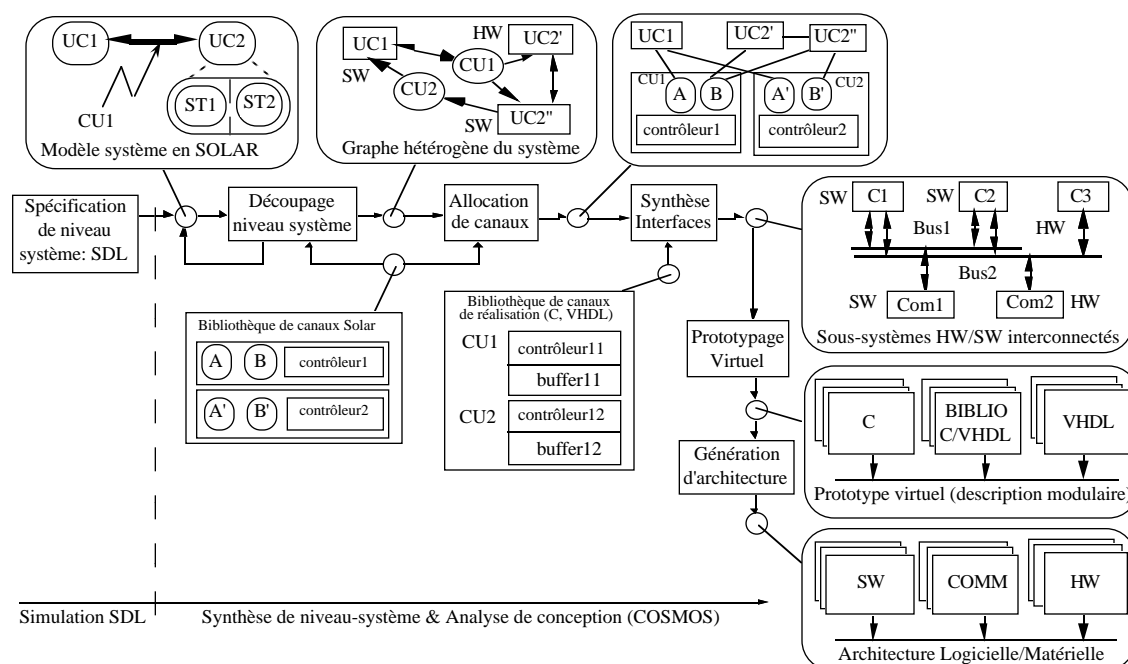 UC1 UC2
ST1 ST2
CU1
Modèle système en SOLAR
HW
UC1 UC2'
CU1
SW
CU2
SW UC2"
Graphe hétérogène du système
UC1 UC2' UC2"
CU1 A B A' B' CU2
contrôleur1 contrôleur2
Spécification
de niveau
système: SDL
Découpage
niveau système
Allocation
de canaux
Synthèse
Interfaces
SW C1 SW C2 C3
Bus1 HW
Bus2
SW Com1 Com2 HW
Sous-systèmes HW/SW interconnectés
Bibliothèque de canaux Solar
A B contrôleur1
A' B' contrôleur2
Bibliothèque de canaux
de réalisation (C, VHDL)
CU1
contrôleur11
buffer11
CU2
contrôleur12
buffer12
Prototypage
Virtuel
Génération
d'architecture
C
BIBLIO
C/VHDL
VHDL
Prototype virtuel (description modulaire)
SW COMM HW
Architecture Logicielle/Matérielle
Simulation SDL
Synthèse de niveau-système & Analyse de conception (COSMOS)